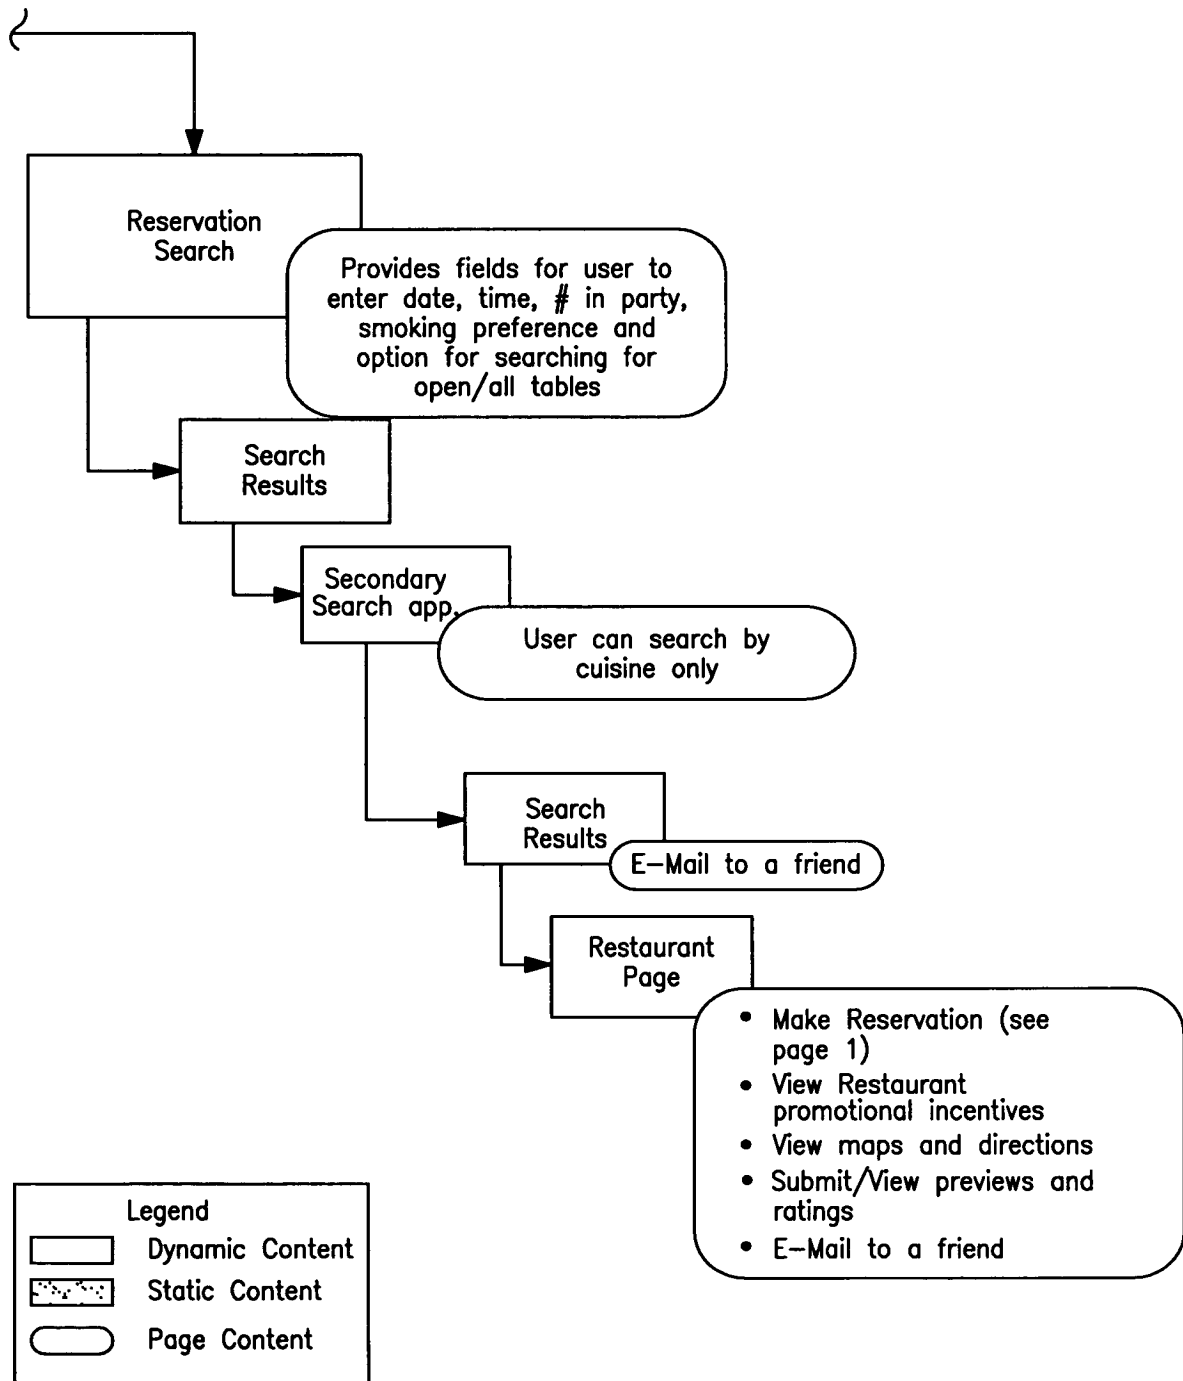 Reservation
Search
Provides fields for user to
enter date, time, # in party,
smoking preference and
option for searching for
open/all tables
Search
Results
Secondary
Search app.
User can search by
cuisine only
Search
Results
E-Mail to a friend
Restaurant
Page
• Make Reservation (see
page 1)
• View Restaurant
promotional incentives
• View maps and directions
• Submit/View previews and
ratings
• E-Mail to a friend
Legend
Dynamic Content
Static Content
Page Content